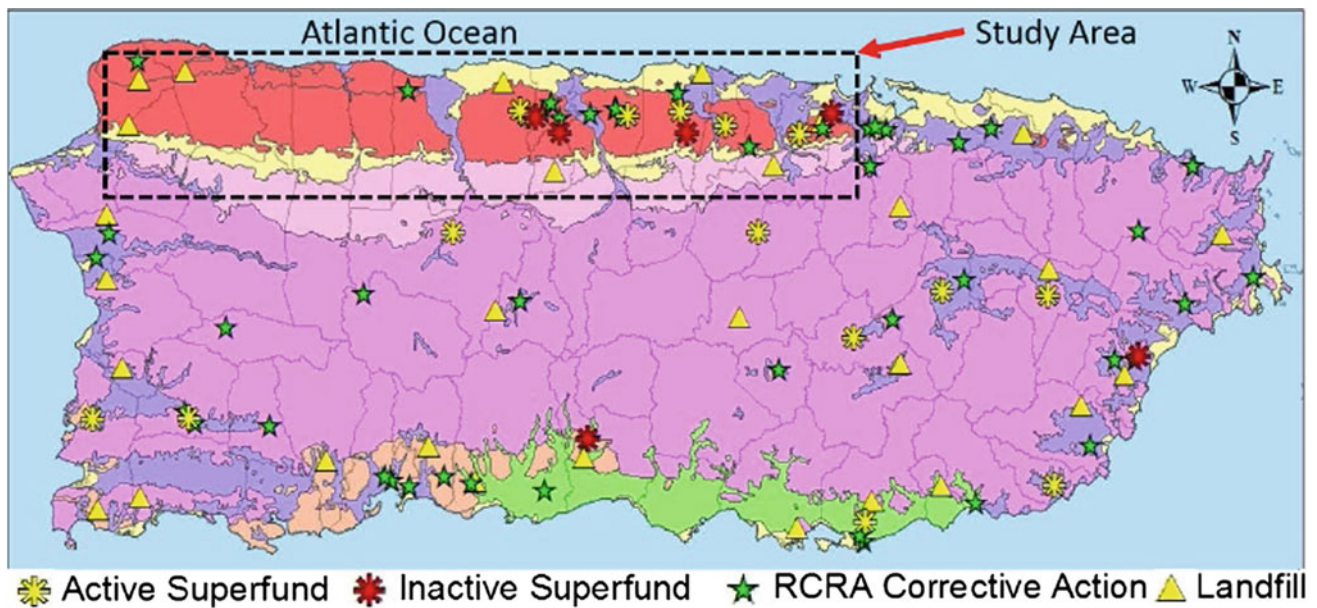 Atlantic Ocean
Study Area
N
W E
S
Active Superfund Inactive Superfund RCRA Corrective Action Landfill